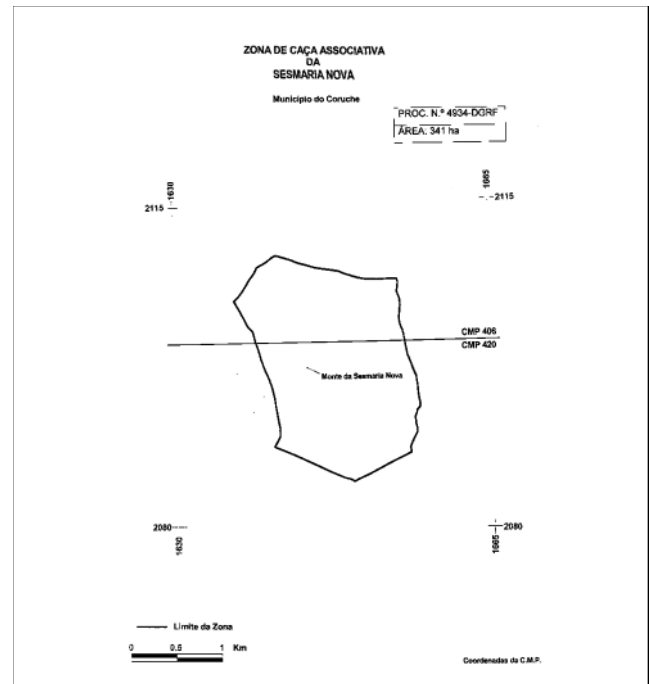 ZONA DE CAÇA ASSOCIATIVA
DA
SESMARIA NOVA
Município do Coruche
PROC. N.º 4934-DGRF
ÁREA: 341 ha
1630
1665
2115
2115
CMP 406
CMP 420
Monte da Sesmaria Nova
2080
2080
1630
1665
Limite da Zona
0 0.5 1 Km
Coordenadas da C.M.P.